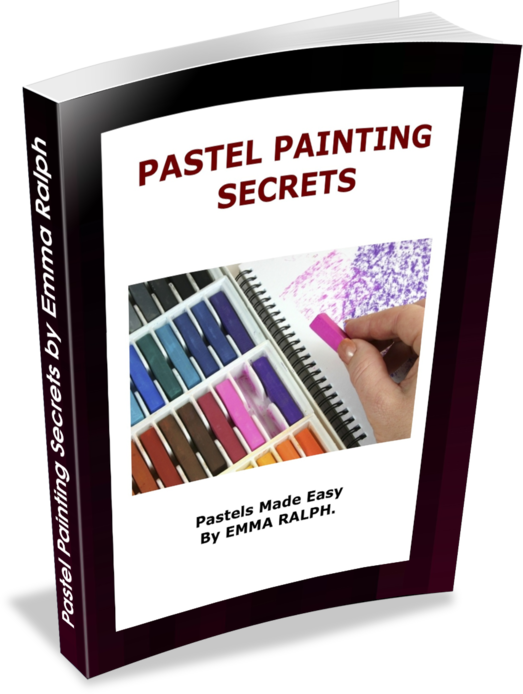 Pastel Painting Secrets by Emma Ralph
PASTEL PAINTING
SECRETS
Pastels Made Easy
By EMMA RALPH.